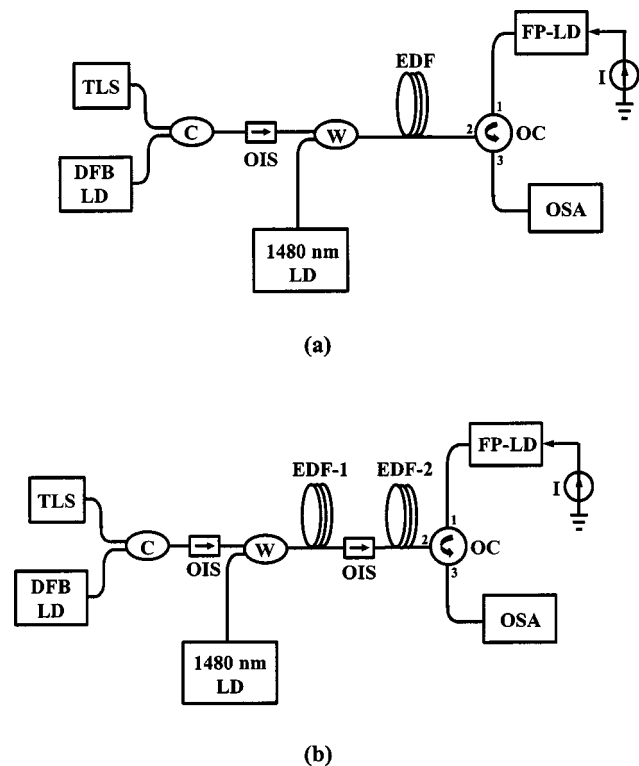 FP-LD
EDF
I
TLS
1
C
W
2
OC
OIS
3
DFB
LD
OSA
1480 nm
LD
(a)
FP-LD
EDF-1
EDF-2
I
TLS
1
C
W
2
OC
OIS
OIS
3
DFB
LD
OSA
1480 nm
LD
(b)